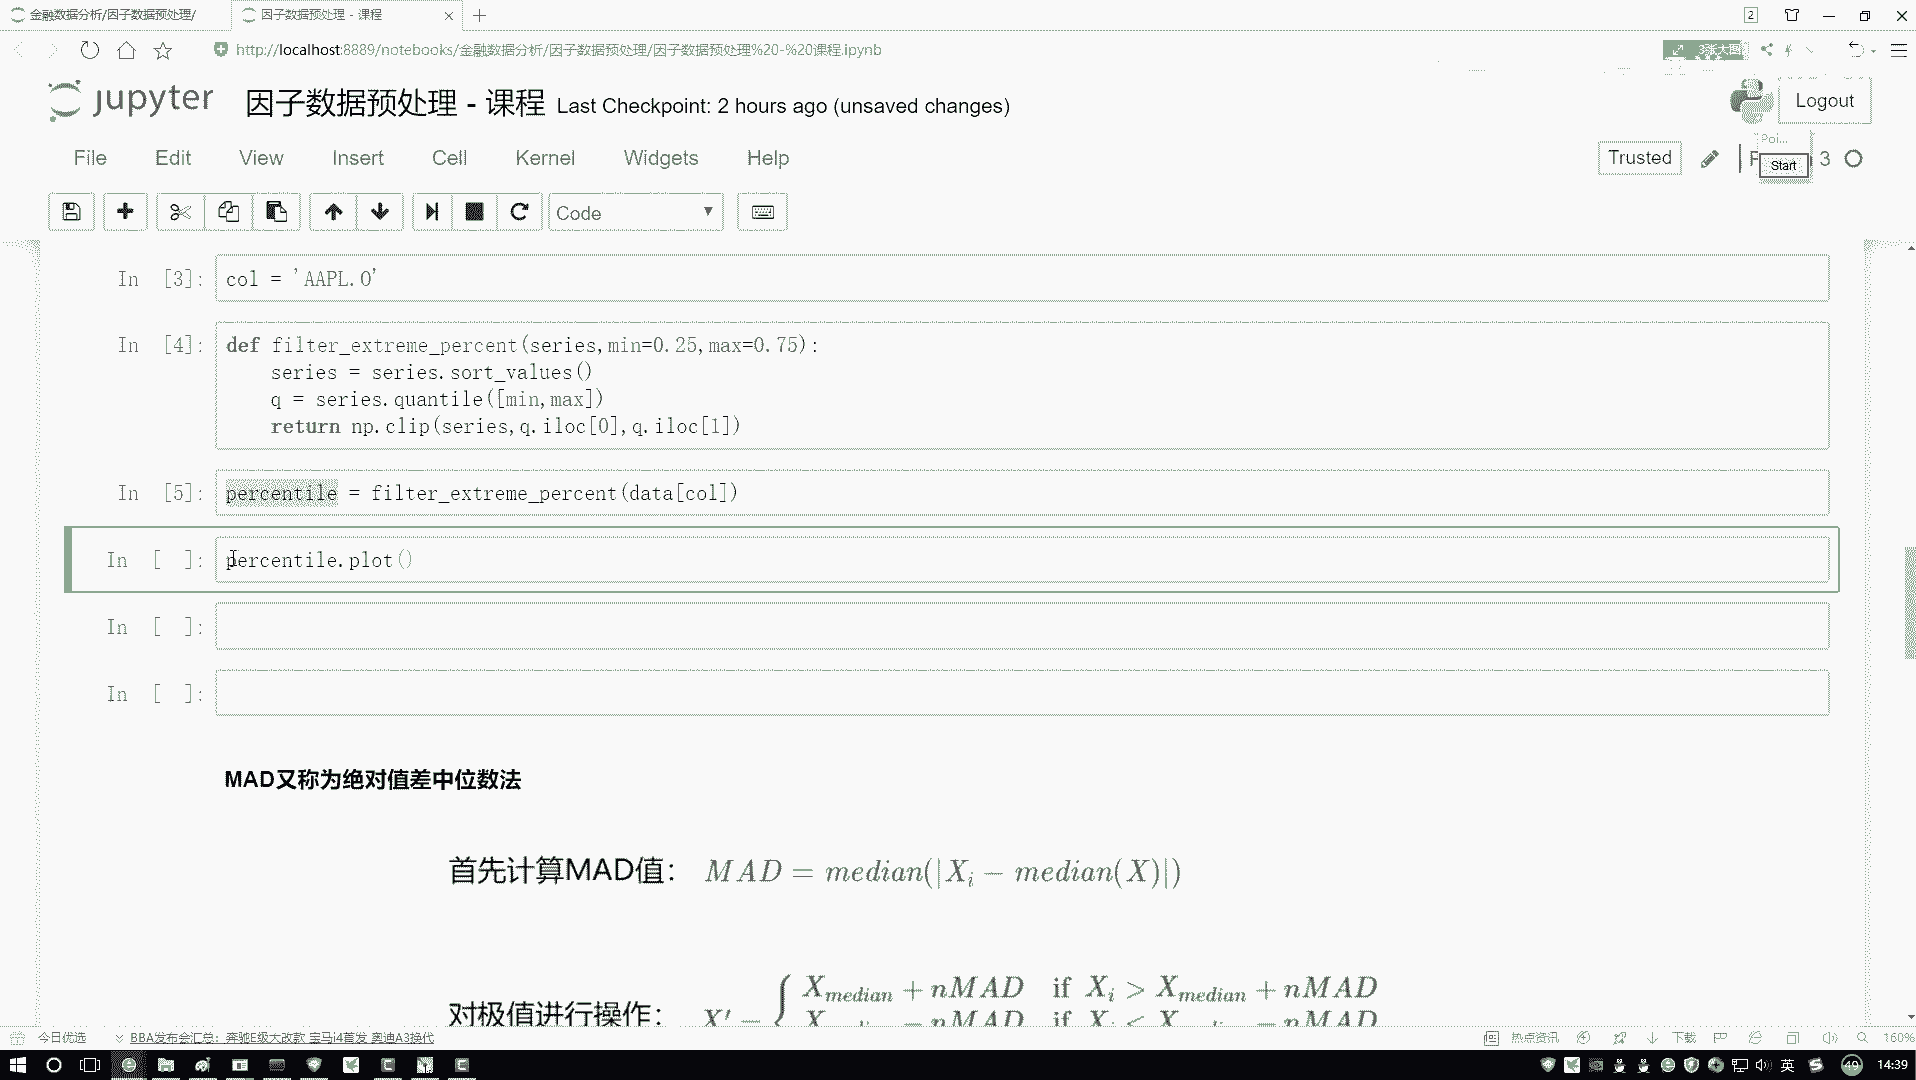 金融数据分析/因子数据预处理/
因子数据预处理 - 课程
2
http://localhost:8889/notebooks/金融数据分析/因子数据预处理/因子数据预处理%20-%20课程.ipynb
3张大图
jupyter
因子数据预处理 - 课程 Last Checkpoint: 2 hours ago (unsaved changes)
Logout
File Edit View Insert Cell Kernel Widgets Help
Trusted
Poi...
Start
3
Code
In [3]: col = 'AAPL.O'
In [4]: def filter_extreme_percent(series,min=0.25,max=0.75):
series = series.sort_values()
q = series.quantile([min,max])
return np.clip(series,q.iloc[0],q.iloc[1])
In [5]: percentile = filter_extreme_percent(data[col])
In [ ]: percentile.plot()
In [ ]:
In [ ]:
MAD又称为绝对值差中位数法
首先计算MAD值： MAD = median(|X_i − median(X)|)
对极值进行操作：
X_median + nMAD if X_i > X_median + nMAD
今日优选
BBA发布会汇总：奔驰E级大改款 宝马i4首发 奥迪A3换代
热点资讯
下载
160%
英
49
14:39